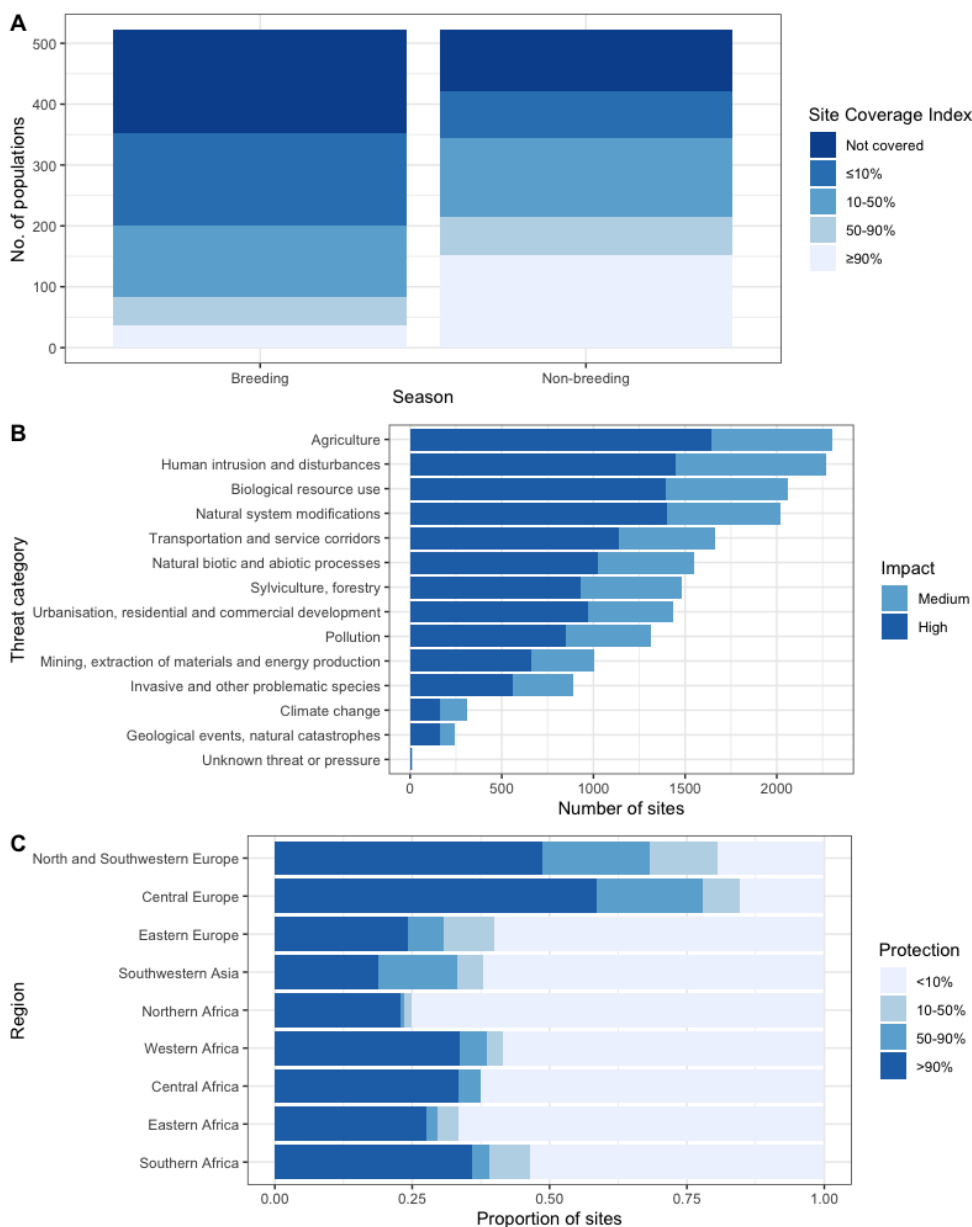 A
500
400
300
200
100
0
No. of populations
Breeding
Non-breeding
Season
Site Coverage Index
Not covered
≤10%
10-50%
50-90%
≥90%
B
Threat category
Agriculture
Human intrusion and disturbances
Biological resource use
Natural system modifications
Transportation and service corridors
Natural biotic and abiotic processes
Sylviculture, forestry
Urbanisation, residential and commercial development
Pollution
Mining, extraction of materials and energy production
Invasive and other problematic species
Climate change
Geological events, natural catastrophes
Unknown threat or pressure
0 500 1000 1500 2000
Number of sites
Impact
Medium
High
C
Region
North and Southwestern Europe
Central Europe
Eastern Europe
Southwestern Asia
Northern Africa
Western Africa
Central Africa
Eastern Africa
Southern Africa
0.00 0.25 0.50 0.75 1.00
Proportion of sites
Protection
<10%
10-50%
50-90%
>90%